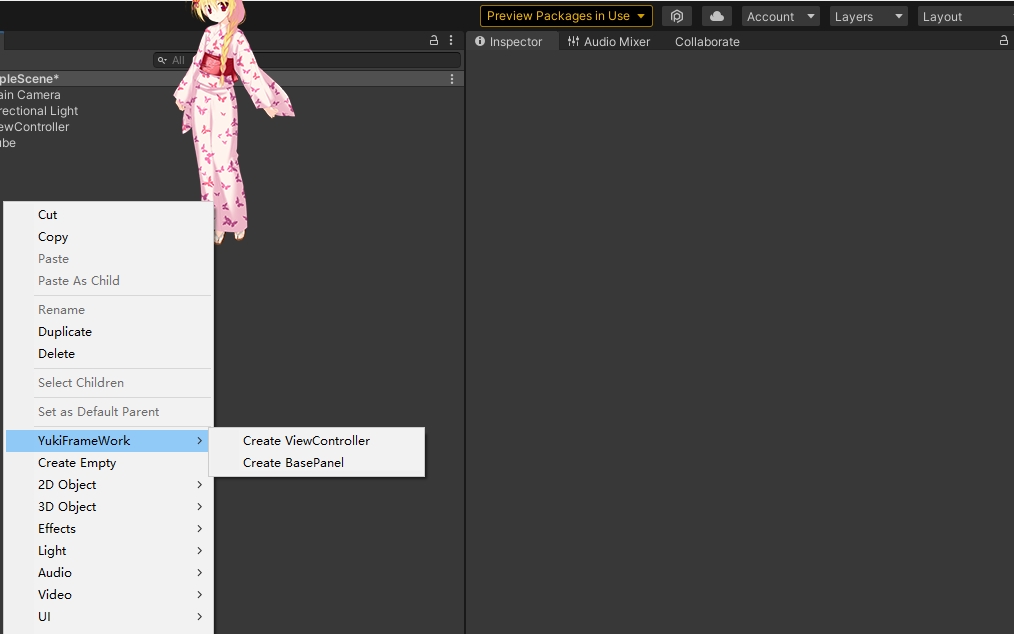 Preview Packages in Use
Account
Layers
Layout
Inspector
Audio Mixer
Collaborate
All
pleScene*
ain Camera
rectional Light
ewController
ube
Cut
Copy
Paste
Paste As Child
Rename
Duplicate
Delete
Select Children
Set as Default Parent
YukiFrameWork
Create ViewController
Create BasePanel
Create Empty
2D Object
3D Object
Effects
Light
Audio
Video
UI